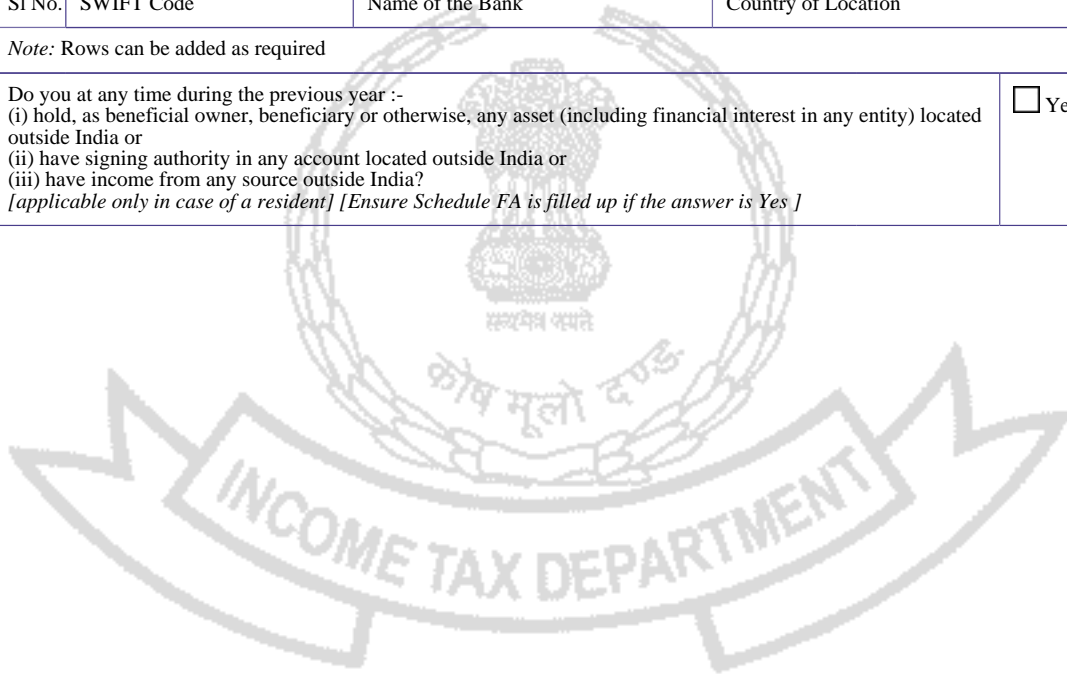 Sl No. SWIFT Code Name of the Bank Country of Location
Note: Rows can be added as required
Do you at any time during the previous year :-
(i) hold, as beneficial owner, beneficiary or otherwise, any asset (including financial interest in any entity) located
outside India or
(ii) have signing authority in any account located outside India or
(iii) have income from any source outside India?
[applicable only in case of a resident] [Ensure Schedule FA is filled up if the answer is Yes ]
Ye
सत्यमेव जयते
कोष मूलो दण्ड
INCOME TAX DEPARTMENT